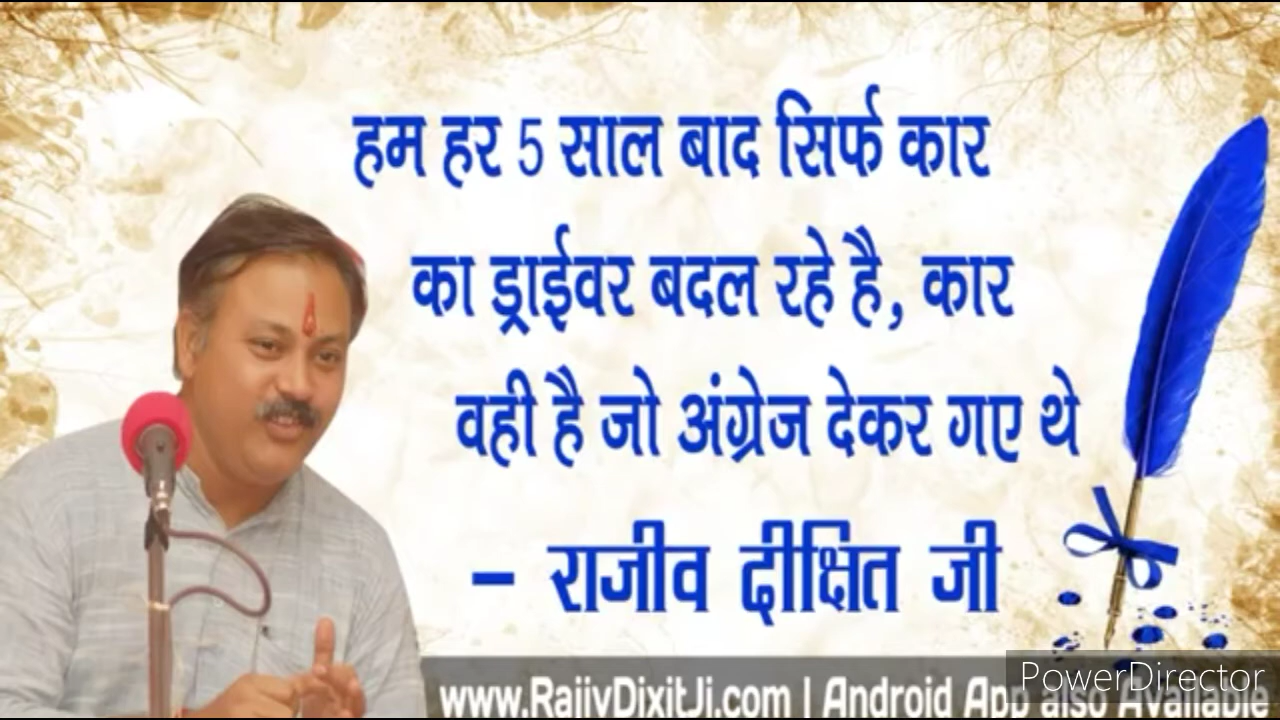 हम हर 5 साल बाद सिर्फ कार
का ड्राईवर बदल रहे है, कार
वही है जो अंग्रेज देकर गए थे
- राजीव दीक्षित जी
www.RajivDixitJi.com | Android App also Available
PowerDirector